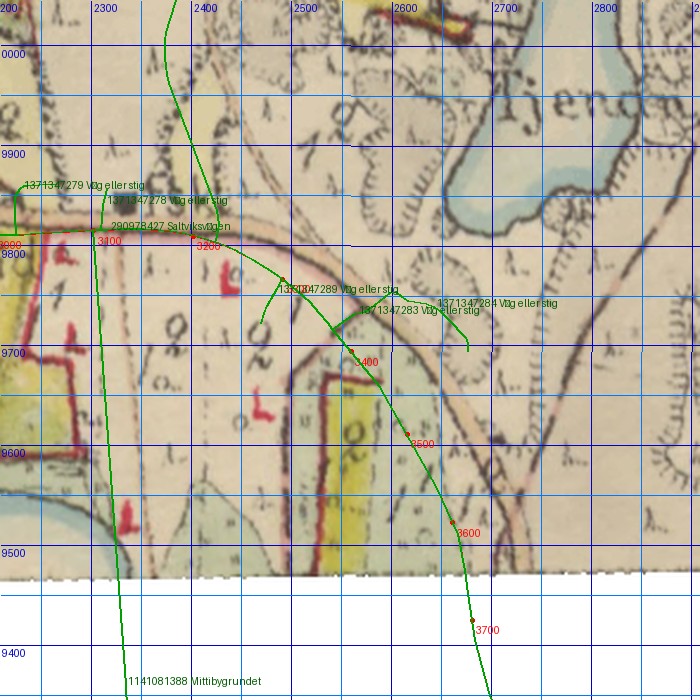 2200 2300 2400 2500 2600 2700 2800
0000
9900
1371347279 Väg eller stig
1371347278 Väg eller stig
290978427 Saltviksvägen
3100
3200
9800
1371347289 Väg eller stig
1371347284 Väg eller stig
1371347283 Väg eller stig
9700
3400
3500
9600
3600
9500
3700
9400
1141081388 Mittibygrundet